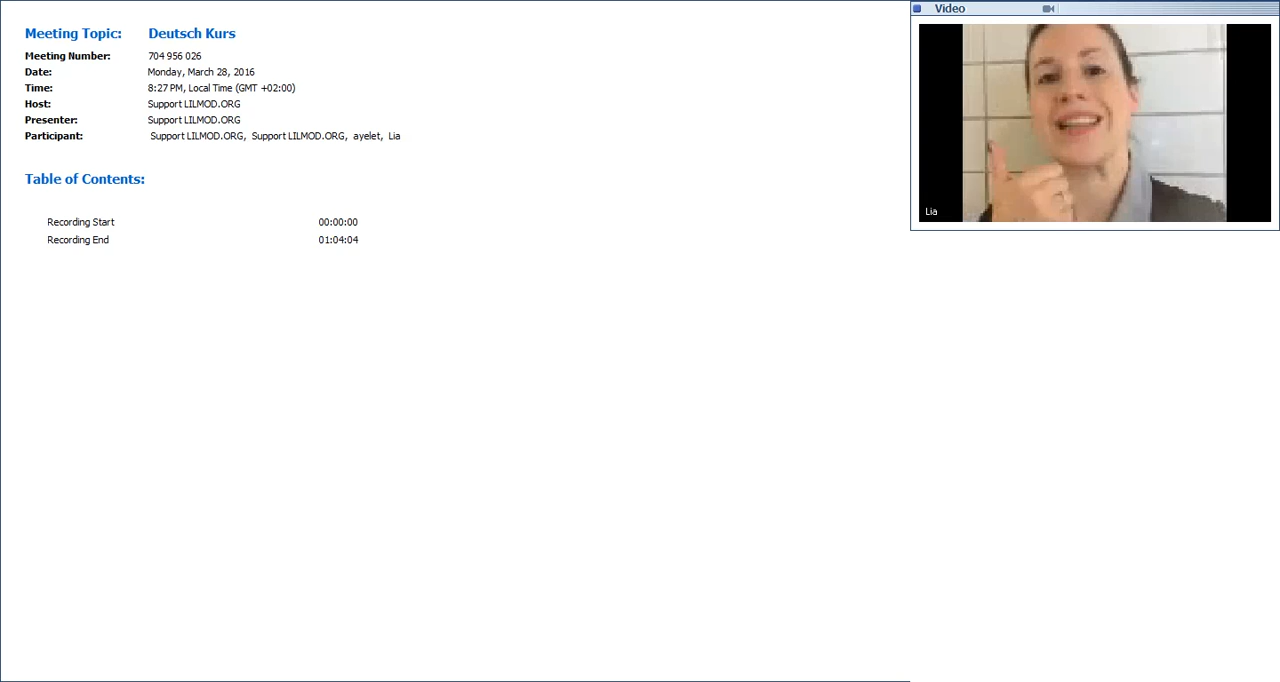 Meeting Topic: Deutsch Kurs
Meeting Number: 704 956 026
Date: Monday, March 28, 2016
Time: 8:27 PM, Local Time (GMT +02:00)
Host: Support LILMOD.ORG
Presenter: Support LILMOD.ORG
Participant: Support LILMOD.ORG, Support LILMOD.ORG, ayelet, Lia
Table of Contents:
Recording Start 00:00:00
Recording End 01:04:04
Video
Lia